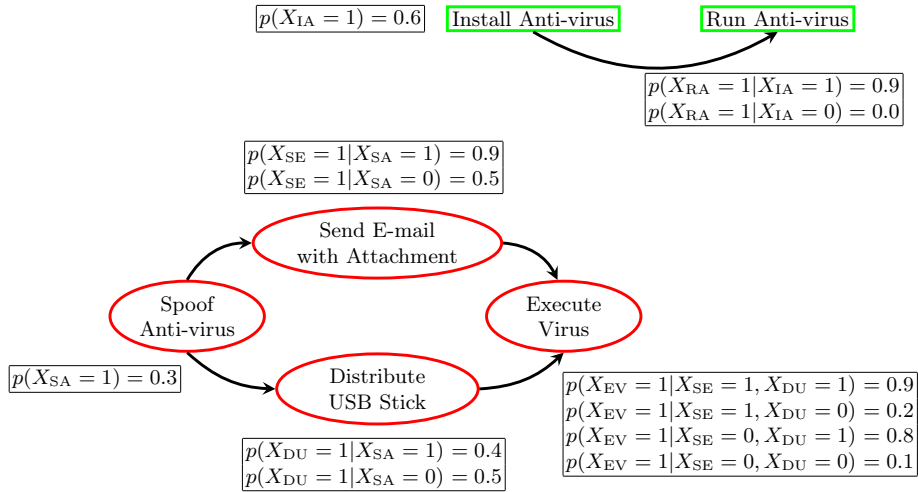 p(X_IA = 1) = 0.6
Install Anti-virus
Run Anti-virus
p(X_RA = 1|X_IA = 1) = 0.9
p(X_RA = 1|X_IA = 0) = 0.0
p(X_SE = 1|X_SA = 1) = 0.9
p(X_SE = 1|X_SA = 0) = 0.5
Send E-mail
with Attachment
Spoof
Anti-virus
Execute
Virus
p(X_SA = 1) = 0.3
Distribute
USB Stick
p(X_EV = 1|X_SE = 1, X_DU = 1) = 0.9
p(X_EV = 1|X_SE = 1, X_DU = 0) = 0.2
p(X_EV = 1|X_SE = 0, X_DU = 1) = 0.8
p(X_EV = 1|X_SE = 0, X_DU = 0) = 0.1
p(X_DU = 1|X_SA = 1) = 0.4
p(X_DU = 1|X_SA = 0) = 0.5